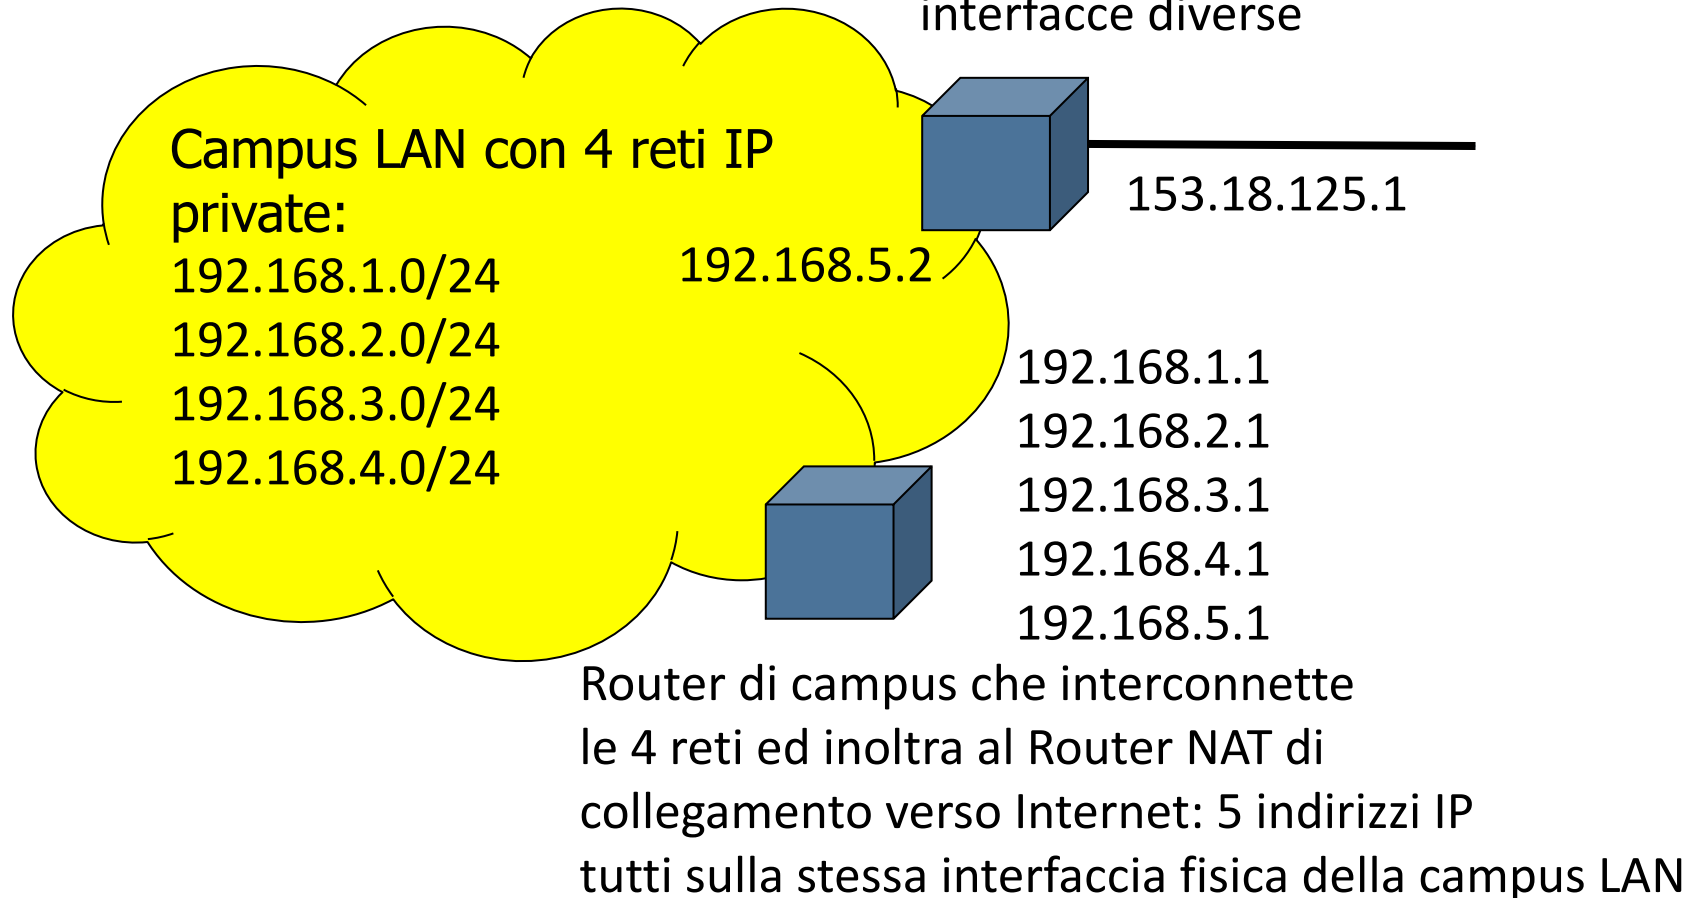 interfacce diverse
Campus LAN con 4 reti IP
private:
192.168.1.0/24
192.168.2.0/24
192.168.3.0/24
192.168.4.0/24
192.168.5.2
153.18.125.1
192.168.1.1
192.168.2.1
192.168.3.1
192.168.4.1
192.168.5.1
Router di campus che interconnette
le 4 reti ed inoltra al Router NAT di
collegamento verso Internet: 5 indirizzi IP
tutti sulla stessa interfaccia fisica della campus LAN